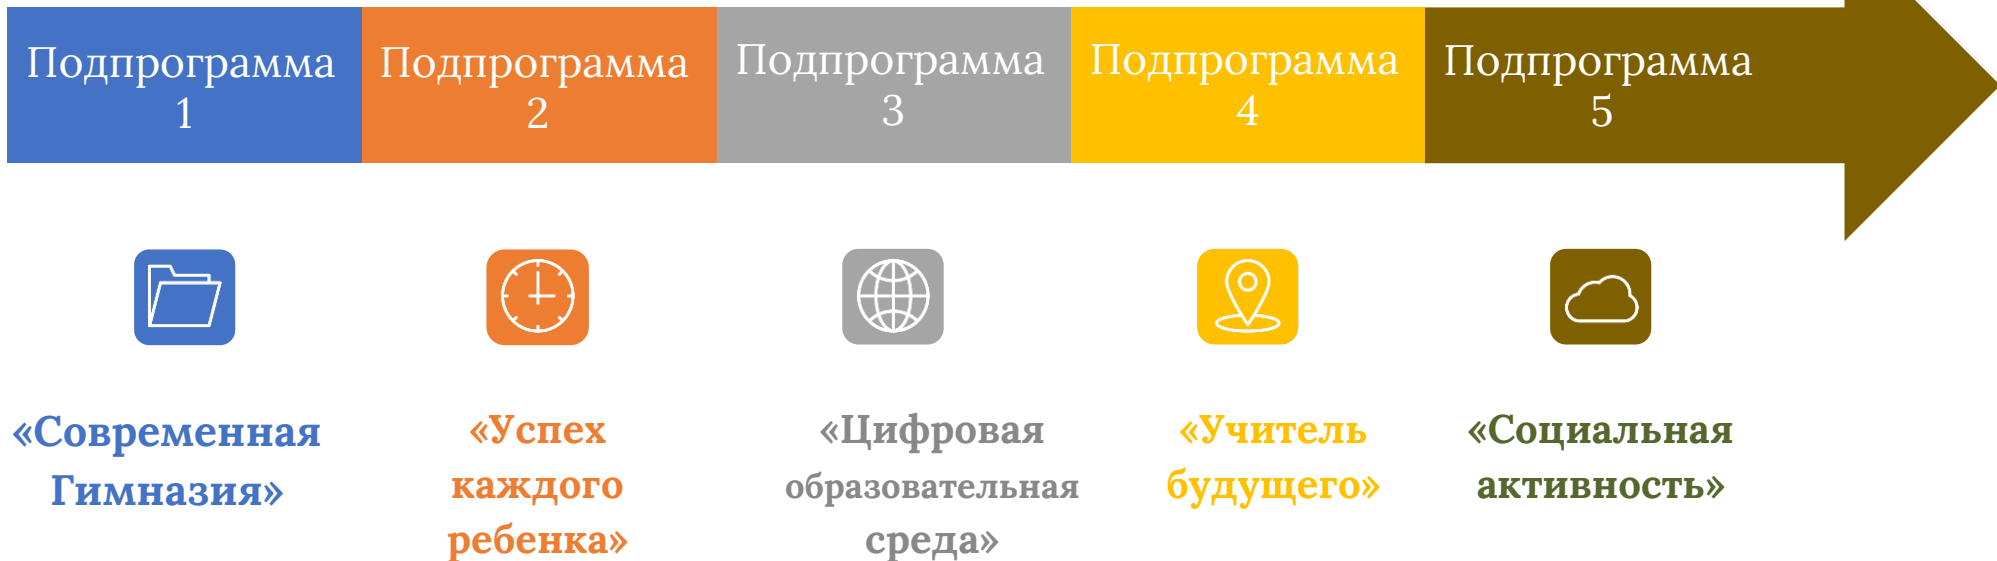 Подпрограмма
1
Подпрограмма
2
Подпрограмма
3
Подпрограмма
4
Подпрограмма
5
«Современная
Гимназия»
«Успех
каждого
ребенка»
«Цифровая
образовательная
среда»
«Учитель
будущего»
«Социальная
активность»